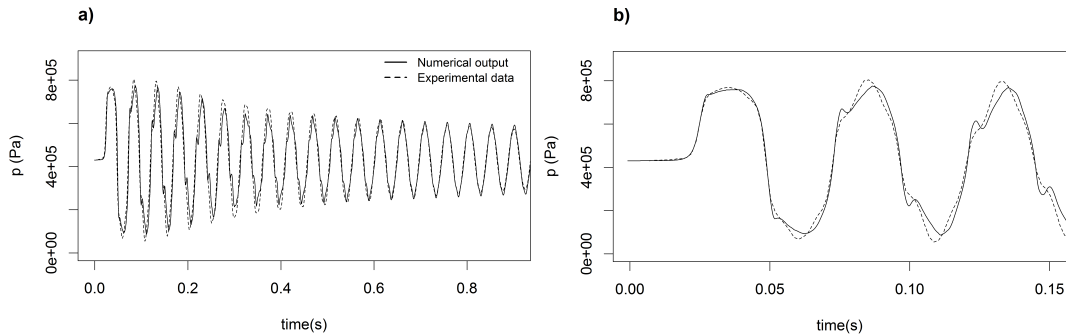 a)
Numerical output
Experimental data
p (Pa)
0e+00
4e+05
8e+05
0.0
0.2
0.4
0.6
0.8
time(s)
b)
p (Pa)
0e+00
4e+05
8e+05
0.00
0.05
0.10
0.15
time(s)